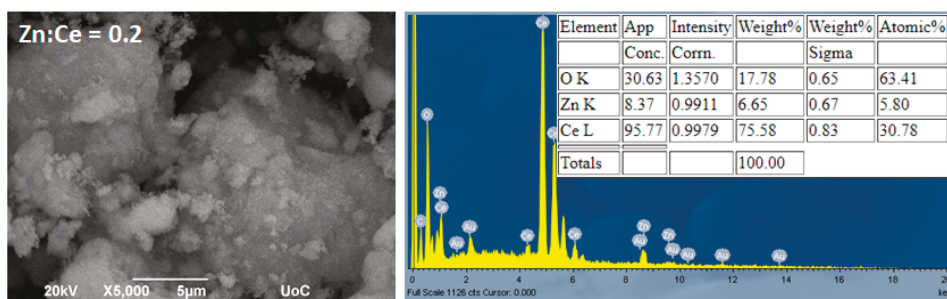 Zn:Ce = 0.2
20kV X5,000 5µm UoC
Element App Intensity Weight% Weight% Atomic%
Conc. Corrn. Sigma
O K 30.63 1.3570 17.78 0.65 63.41
Zn K 8.37 0.9911 6.65 0.67 5.80
Ce L 95.77 0.9979 75.58 0.83 30.78
Totals 100.00
Ce
O
Ce
Zn
Ce
C
Au
Au
Ce
Ce
Zn
Au
Zn
Au
Au
Au
Au
0 2 4 6 8 10 12 14 16 18
Full Scale 1126 cts Cursor: 0.000